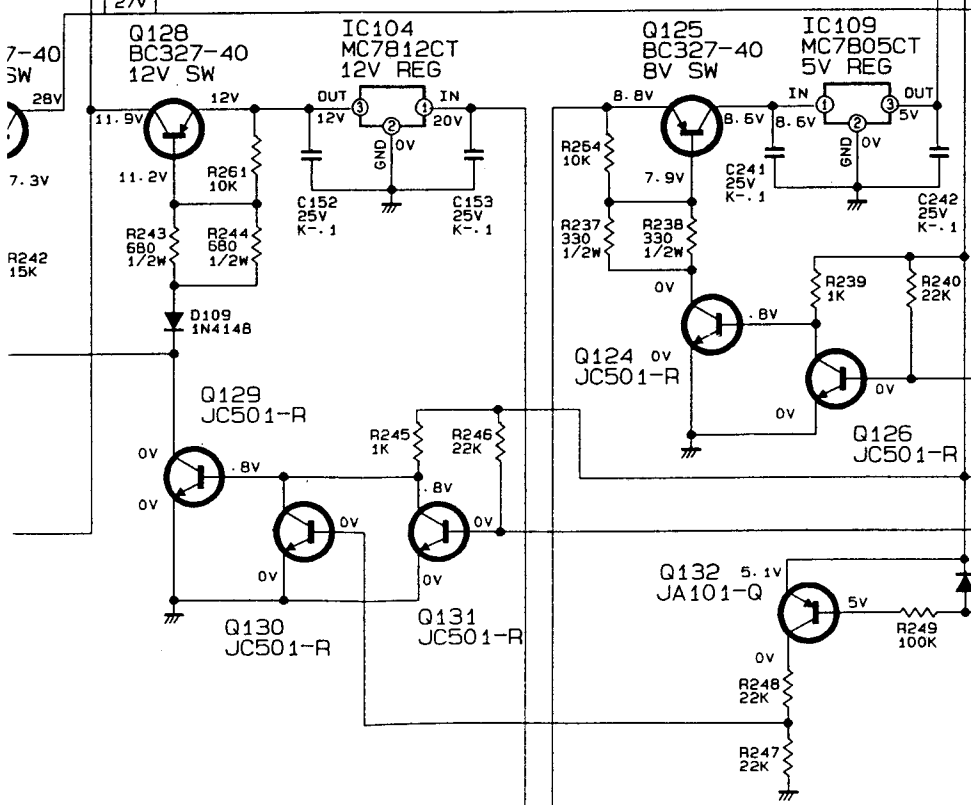 27V
7-40
SW
28V
7.3V
R242
15K
Q128
BC327-40
12V SW
11.9V
12V
11.2V
R261
10K
R243
680
1/2W
R244
680
1/2W
D109
1N4148
IC104
MC7812CT
12V REG
OUT
3
12V
1
IN
20V
2
0V
GND
C152
25V
K-.1
C153
25V
K-.1
Q125
BC327-40
8V SW
8.8V
8.6V
7.9V
R264
10K
R237
330
1/2W
R238
330
1/2W
IC109
MC7805CT
5V REG
IN
1
8.6V
3
OUT
5V
2
0V
GND
C241
25V
K-.1
C242
25V
K-.1
0V
.8V
Q124
JC501-R
0V
R239
1K
R240
22K
0V
0V
Q126
JC501-R
Q129
JC501-R
0V
.8V
0V
R245
1K
R246
22K
.8V
0V
0V
0V
0V
Q130
JC501-R
Q131
JC501-R
Q132
JA101-Q
5.1V
5V
R249
100K
0V
R248
22K
R247
22K